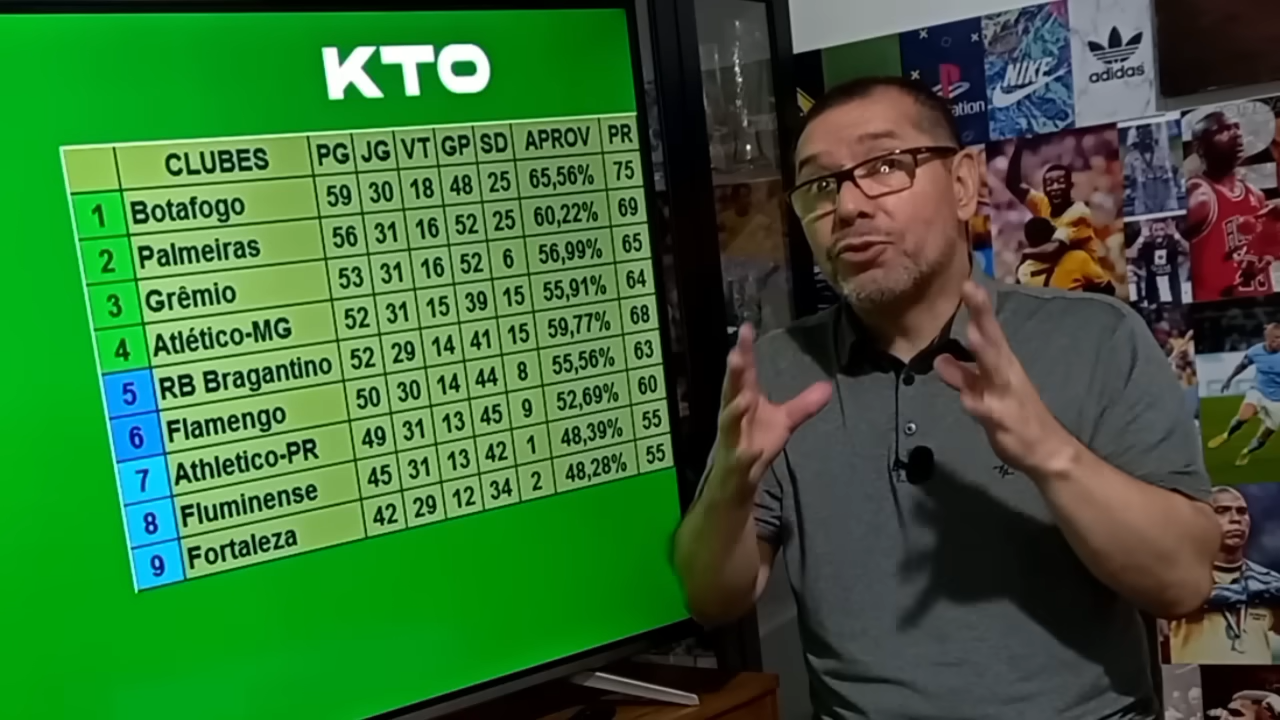 KTO
CLUBES PG JG VT GP SD APROV PR
1 Botafogo 59 30 18 48 25 65,56% 75
2 Palmeiras 56 31 16 52 25 60,22% 69
3 Grêmio 53 31 16 52 6 56,99% 65
4 Atlético-MG 52 31 15 39 15 55,91% 64
5 RB Bragantino 52 29 14 41 15 59,77% 68
6 Flamengo 50 30 14 44 8 55,56% 63
7 Athletico-PR 49 31 13 45 9 52,69% 60
8 Fluminense 45 31 13 42 1 48,39% 55
9 Fortaleza 42 29 12 34 2 48,28% 55
NIKE
adidas